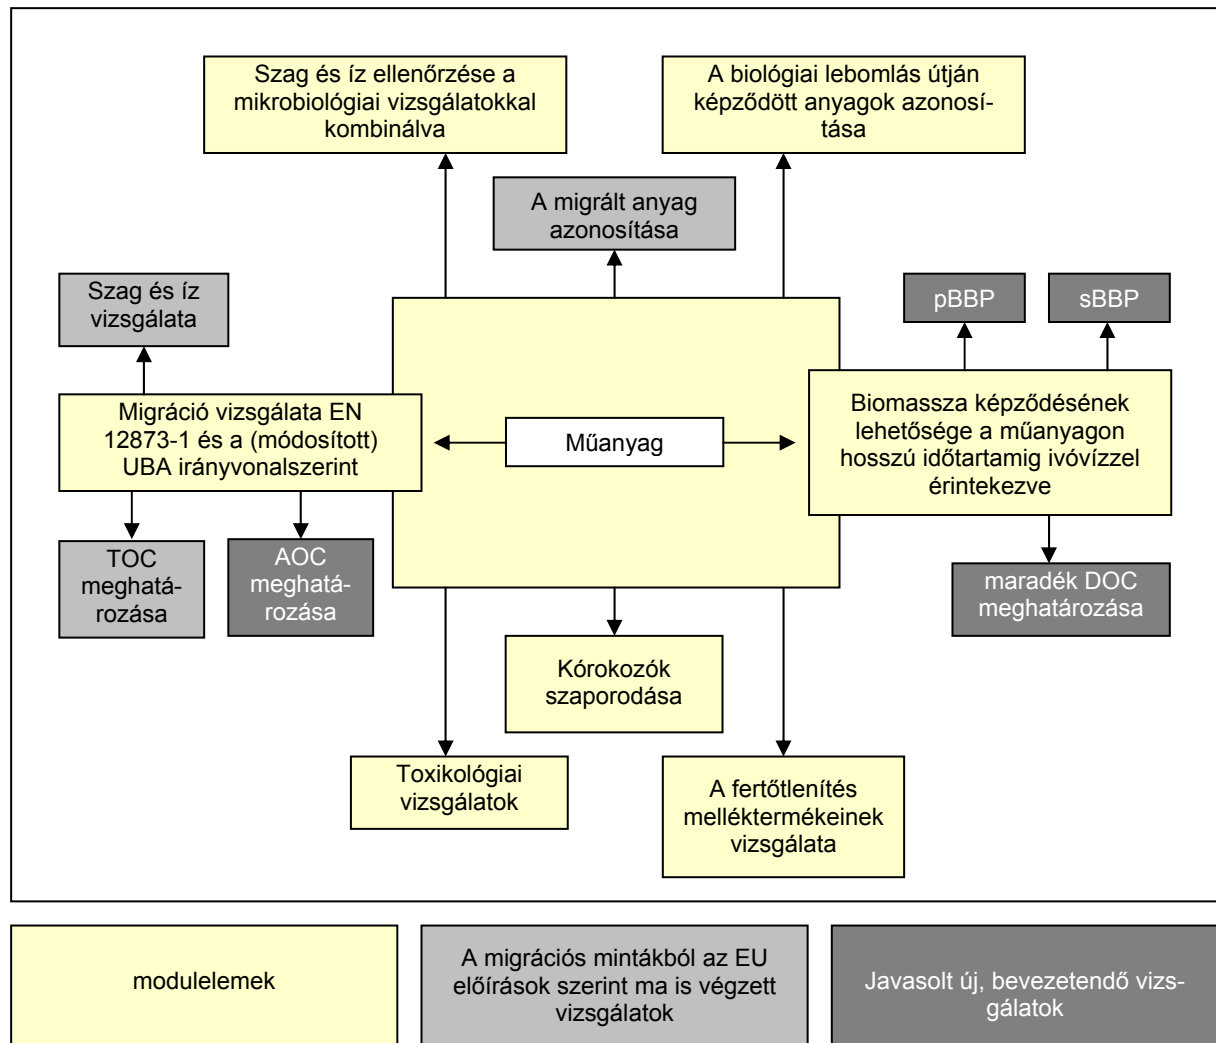 Szag és íz ellenőrzése a
mikrobiológiai vizsgálatokkal
kombinálva
A biológiai lebomlás útján
képződött anyagok azonosí-
tása
A migrált anyag
azonosítása
Szag és íz
vizsgálata
pBBP
sBBP
Migráció vizsgálata EN
12873-1 és a (módosított)
UBA irányvonalszerint
Műanyag
Biomassza képződésének
lehetősége a műanyagon
hosszú időtartamig ivóvízzel
érintekezve
TOC
meghatá-
rozása
AOC
meghatá-
rozása
maradék DOC
meghatározása
Kórokozók
szaporodása
Toxikológiai
vizsgálatok
A fertőtlenítés
melléktermékeinek
vizsgálata
modulelemek
A migrációs mintákból az EU
előírások szerint ma is végzett
vizsgálatok
Javasolt új, bevezetendő vizs-
gálatok